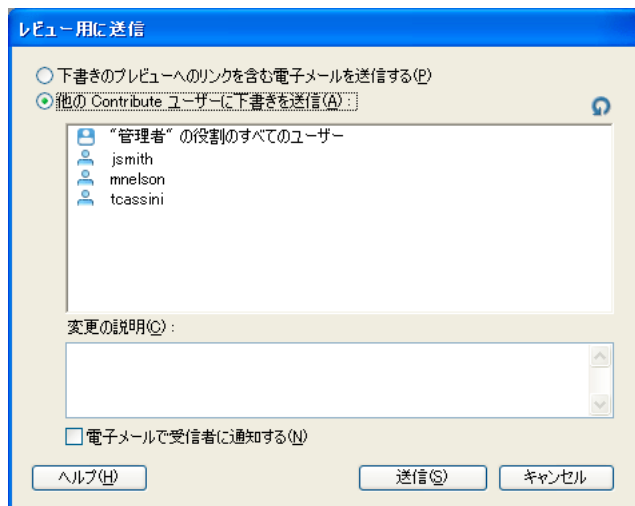 レビュー用に送信
下書きのプレビューへのリンクを含む電子メールを送信する(P)
他の Contribute ユーザーに下書きを送信(A):
"管理者" の役割のすべてのユーザー
jsmith
mnelson
tcassini
変更の説明(C):
電子メールで受信者に通知する(N)
ヘルプ(H) 送信(S) キャンセル